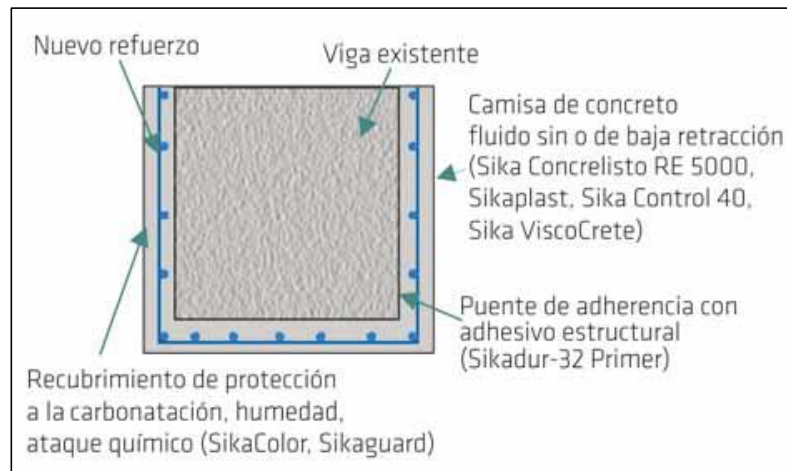 Nuevo refuerzo
Viga existente
Camisa de concreto
fluido sin o de baja retracción
(Sika Concrelisto RE 5000,
Sikaplast, Sika Control 40,
Sika ViscoCrete)
Puente de adherencia con
adhesivo estructural
(Sikadur-32 Primer)
Recubrimiento de protección
a la carbonatación, humedad,
ataque químico (SikaColor, Sikaguard)